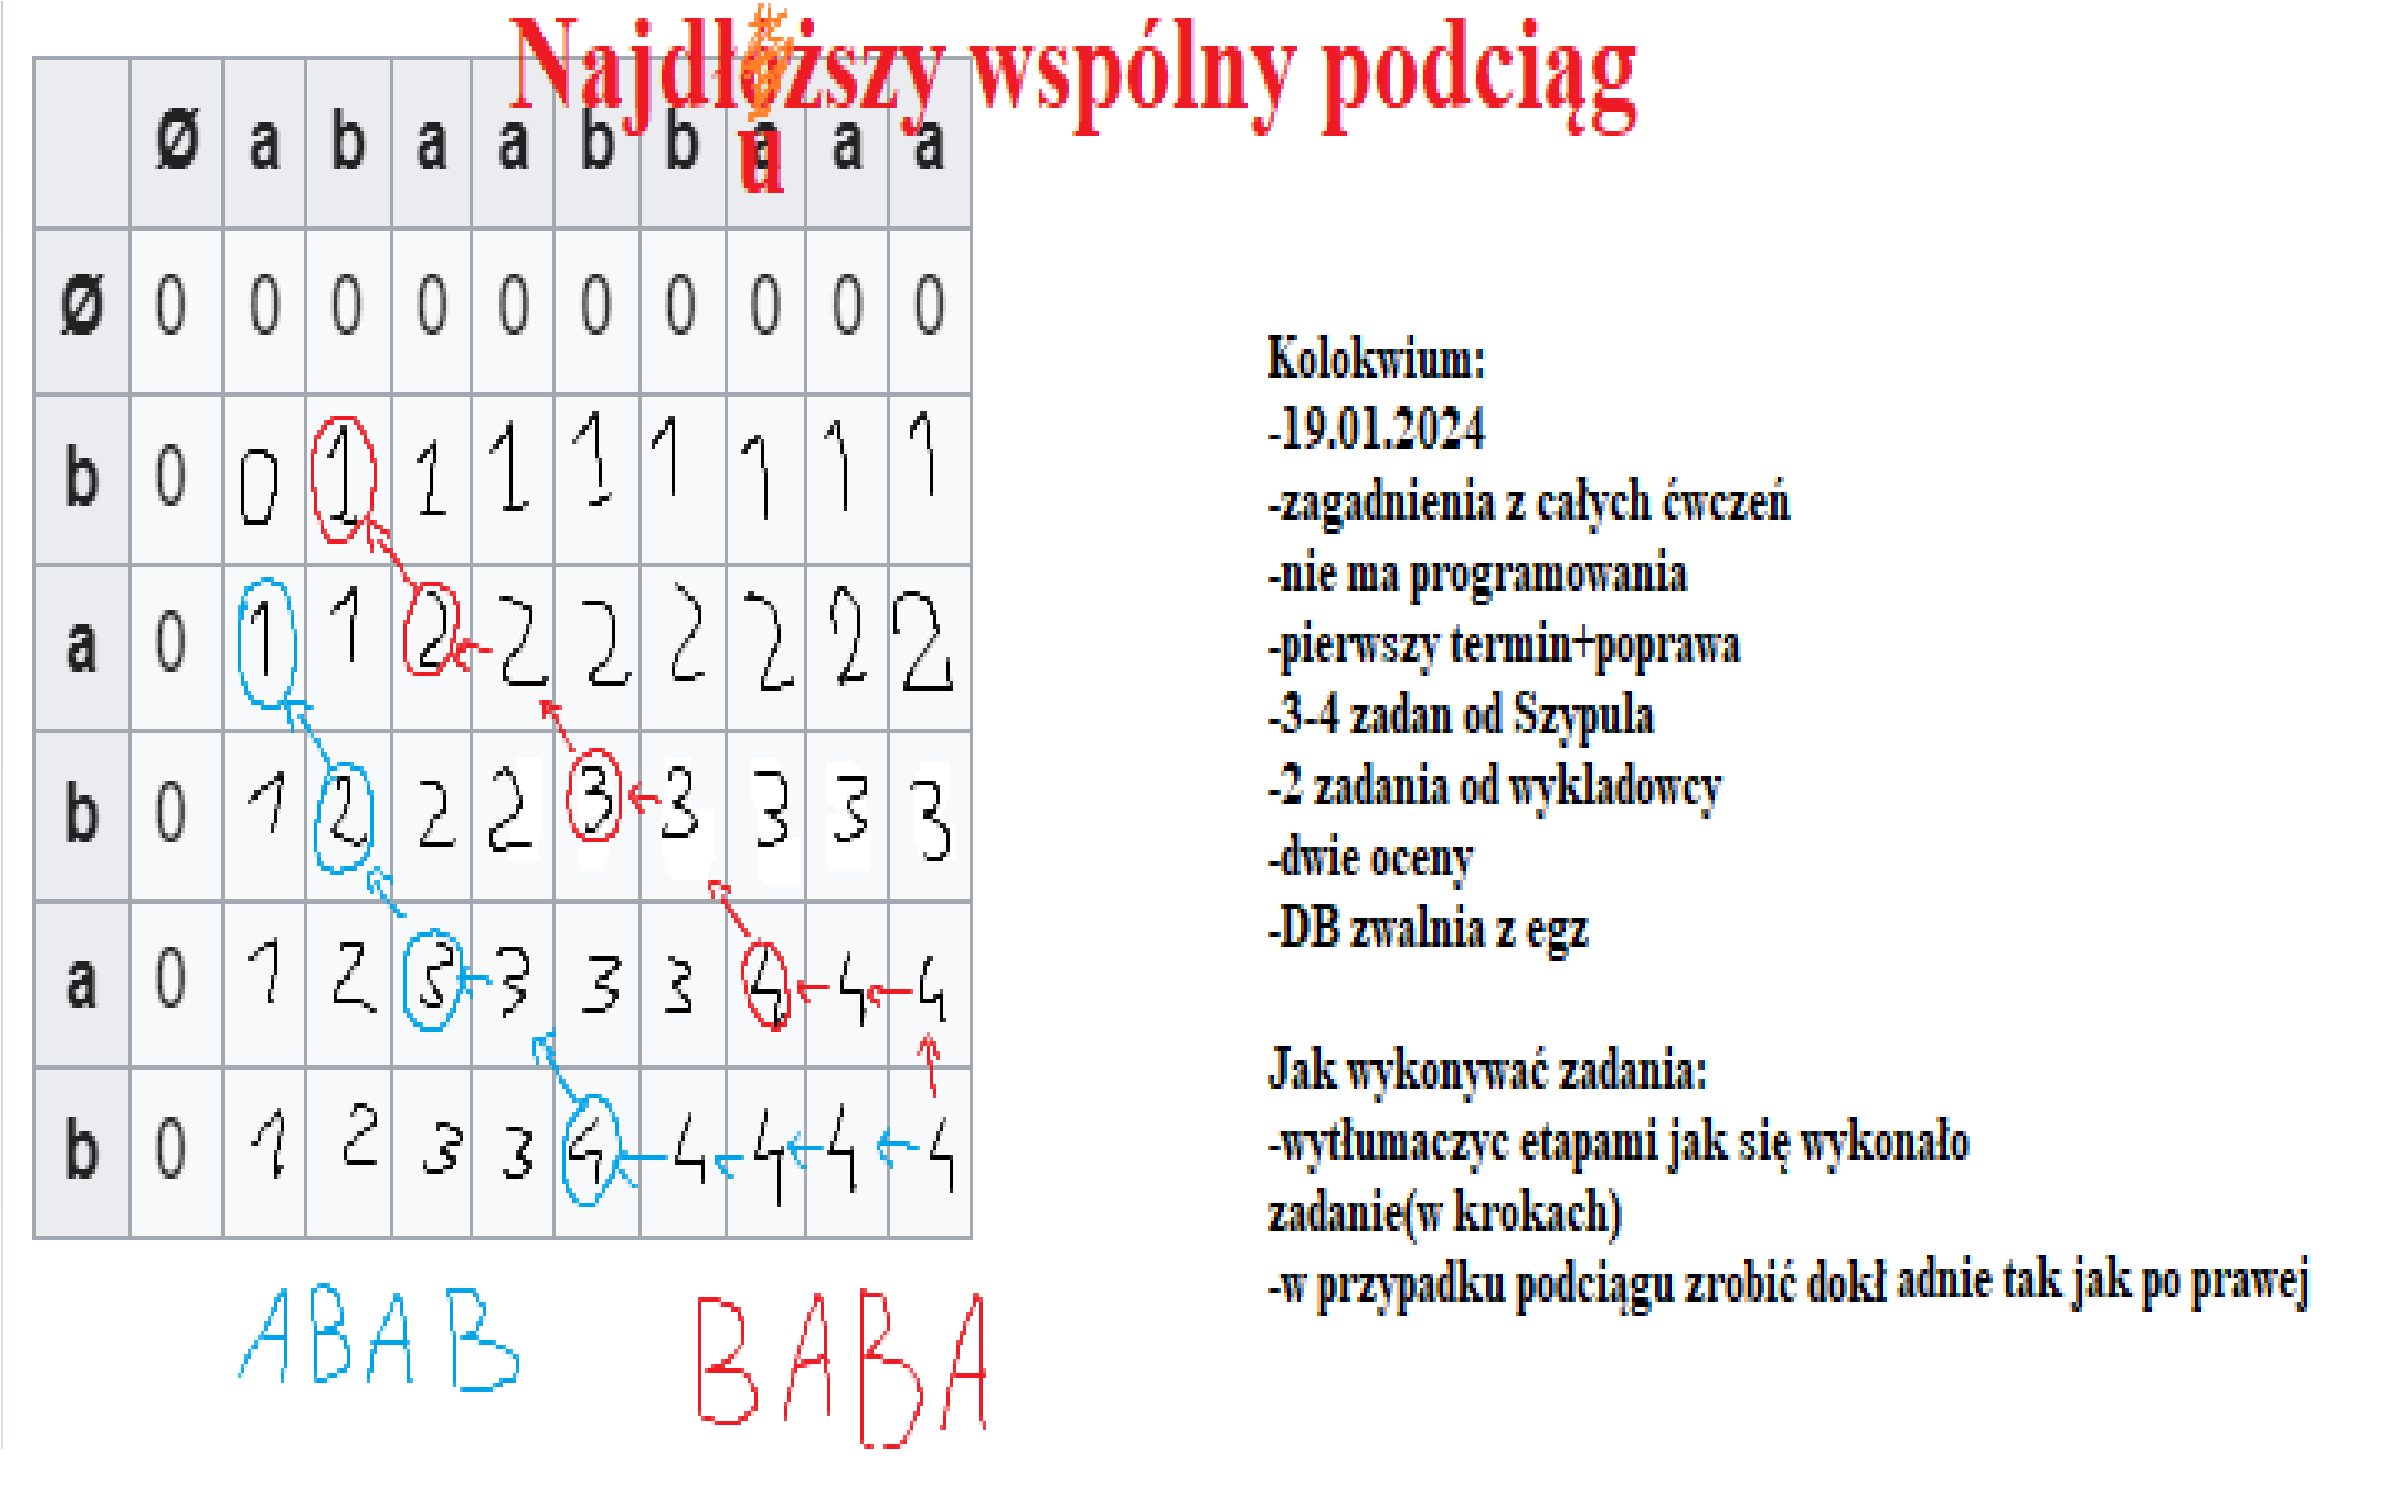 Najdłuższy wspólny podciąg
Ø a b a a b b a a a
Ø 0 0 0 0 0 0 0 0 0 0
b 0 0 1 1 1 1 1 1 1 1
a 0 1 1 2 2 2 2 2 2 2
b 0 1 2 2 2 3 3 3 3 3
a 0 1 2 3 3 3 3 4 4 4
b 0 1 2 3 3 4 4 4 4 4
ABAB BABA
Kolokwium:
-19.01.2024
-zagadnienia z całych ćwczeń
-nie ma programowania
-pierwszy termin+poprawa
-3-4 zadan od Szypula
-2 zadania od wykladowcy
-dwie oceny
-DB zwalnia z egz
Jak wykonywać zadania:
-wytłumaczyc etapami jak się wykonało
zadanie(w krokach)
-w przypadku podciągu zrobić dokł adnie tak jak po prawej